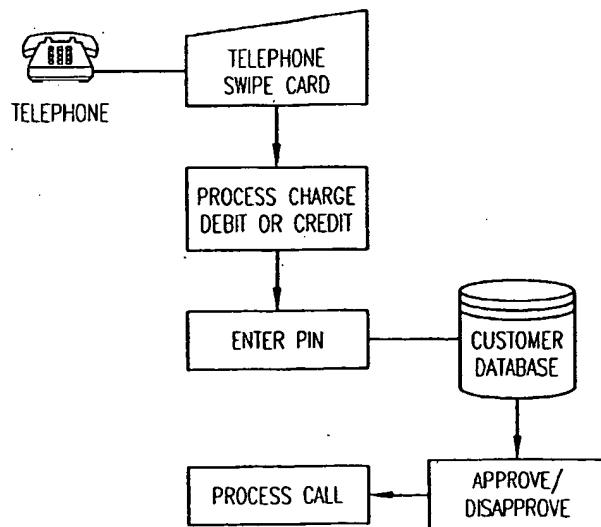 TELEPHONE
SWIPE CARD
TELEPHONE
PROCESS CHARGE
DEBIT OR CREDIT
ENTER PIN
CUSTOMER
DATABASE
PROCESS CALL
APPROVE/
DISAPPROVE